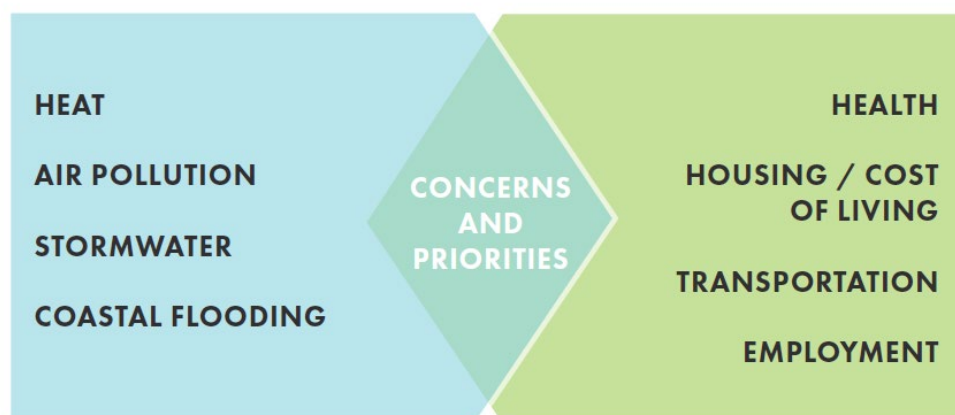 HEAT
AIR POLLUTION
STORMWATER
COASTAL FLOODING
CONCERNS
AND
PRIORITIES
HEALTH
HOUSING / COST
OF LIVING
TRANSPORTATION
EMPLOYMENT